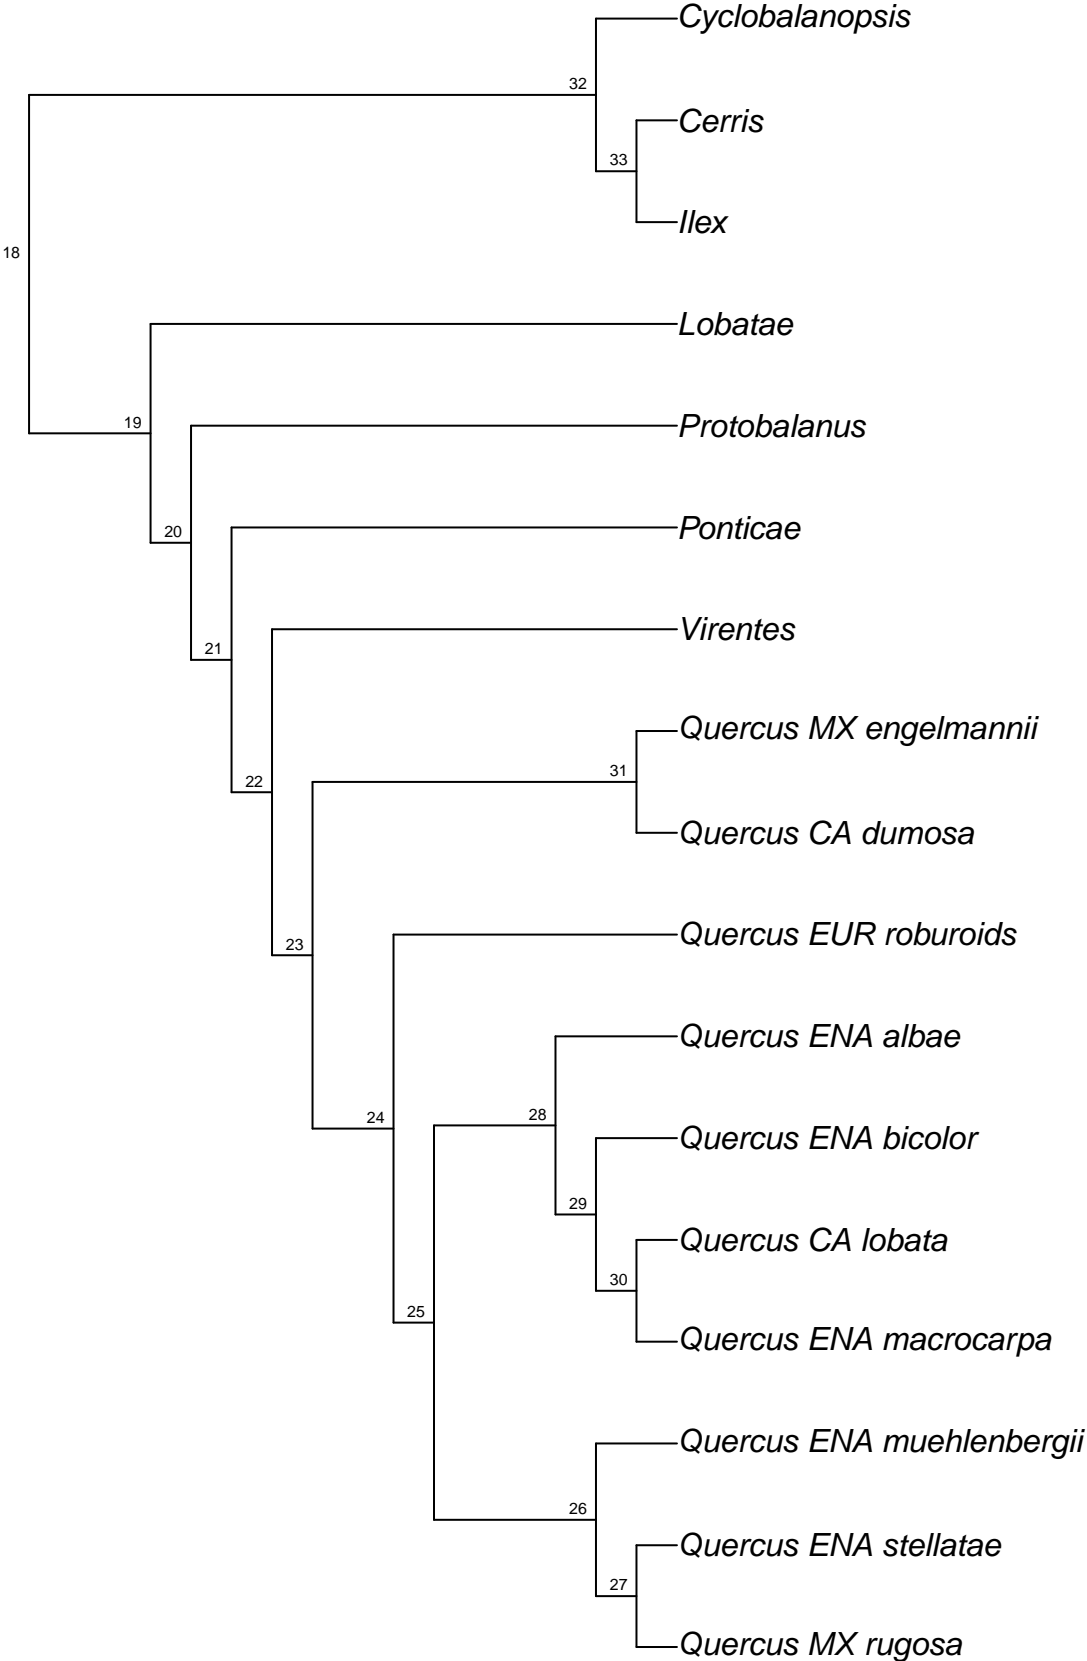 Cyclobalanopsis
32
Cerris
33
Ilex
18
Lobatae
19
Protobalanus
20
Ponticae
21
Virentes
22
Quercus MX engelmannii
31
Quercus CA dumosa
23
Quercus EUR roburoids
24
Quercus ENA albae
28
Quercus ENA bicolor
29
Quercus CA lobata
30
25
Quercus ENA macrocarpa
Quercus ENA muehlenbergii
26
Quercus ENA stellatae
27
Quercus MX rugosa